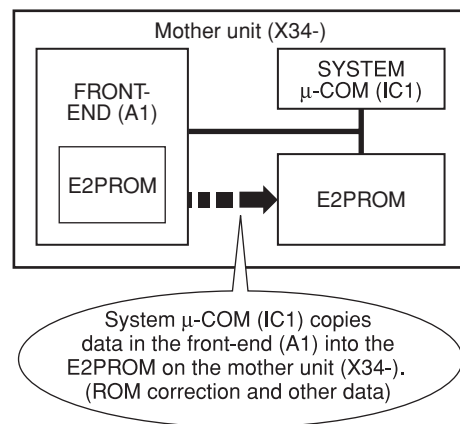 Mother unit (X34-)
FRONT-
END (A1)
E2PROM
SYSTEM
μ-COM (IC1)
E2PROM
System μ-COM (IC1) copies
data in the front-end (A1) into the
E2PROM on the mother unit (X34-).
(ROM correction and other data)